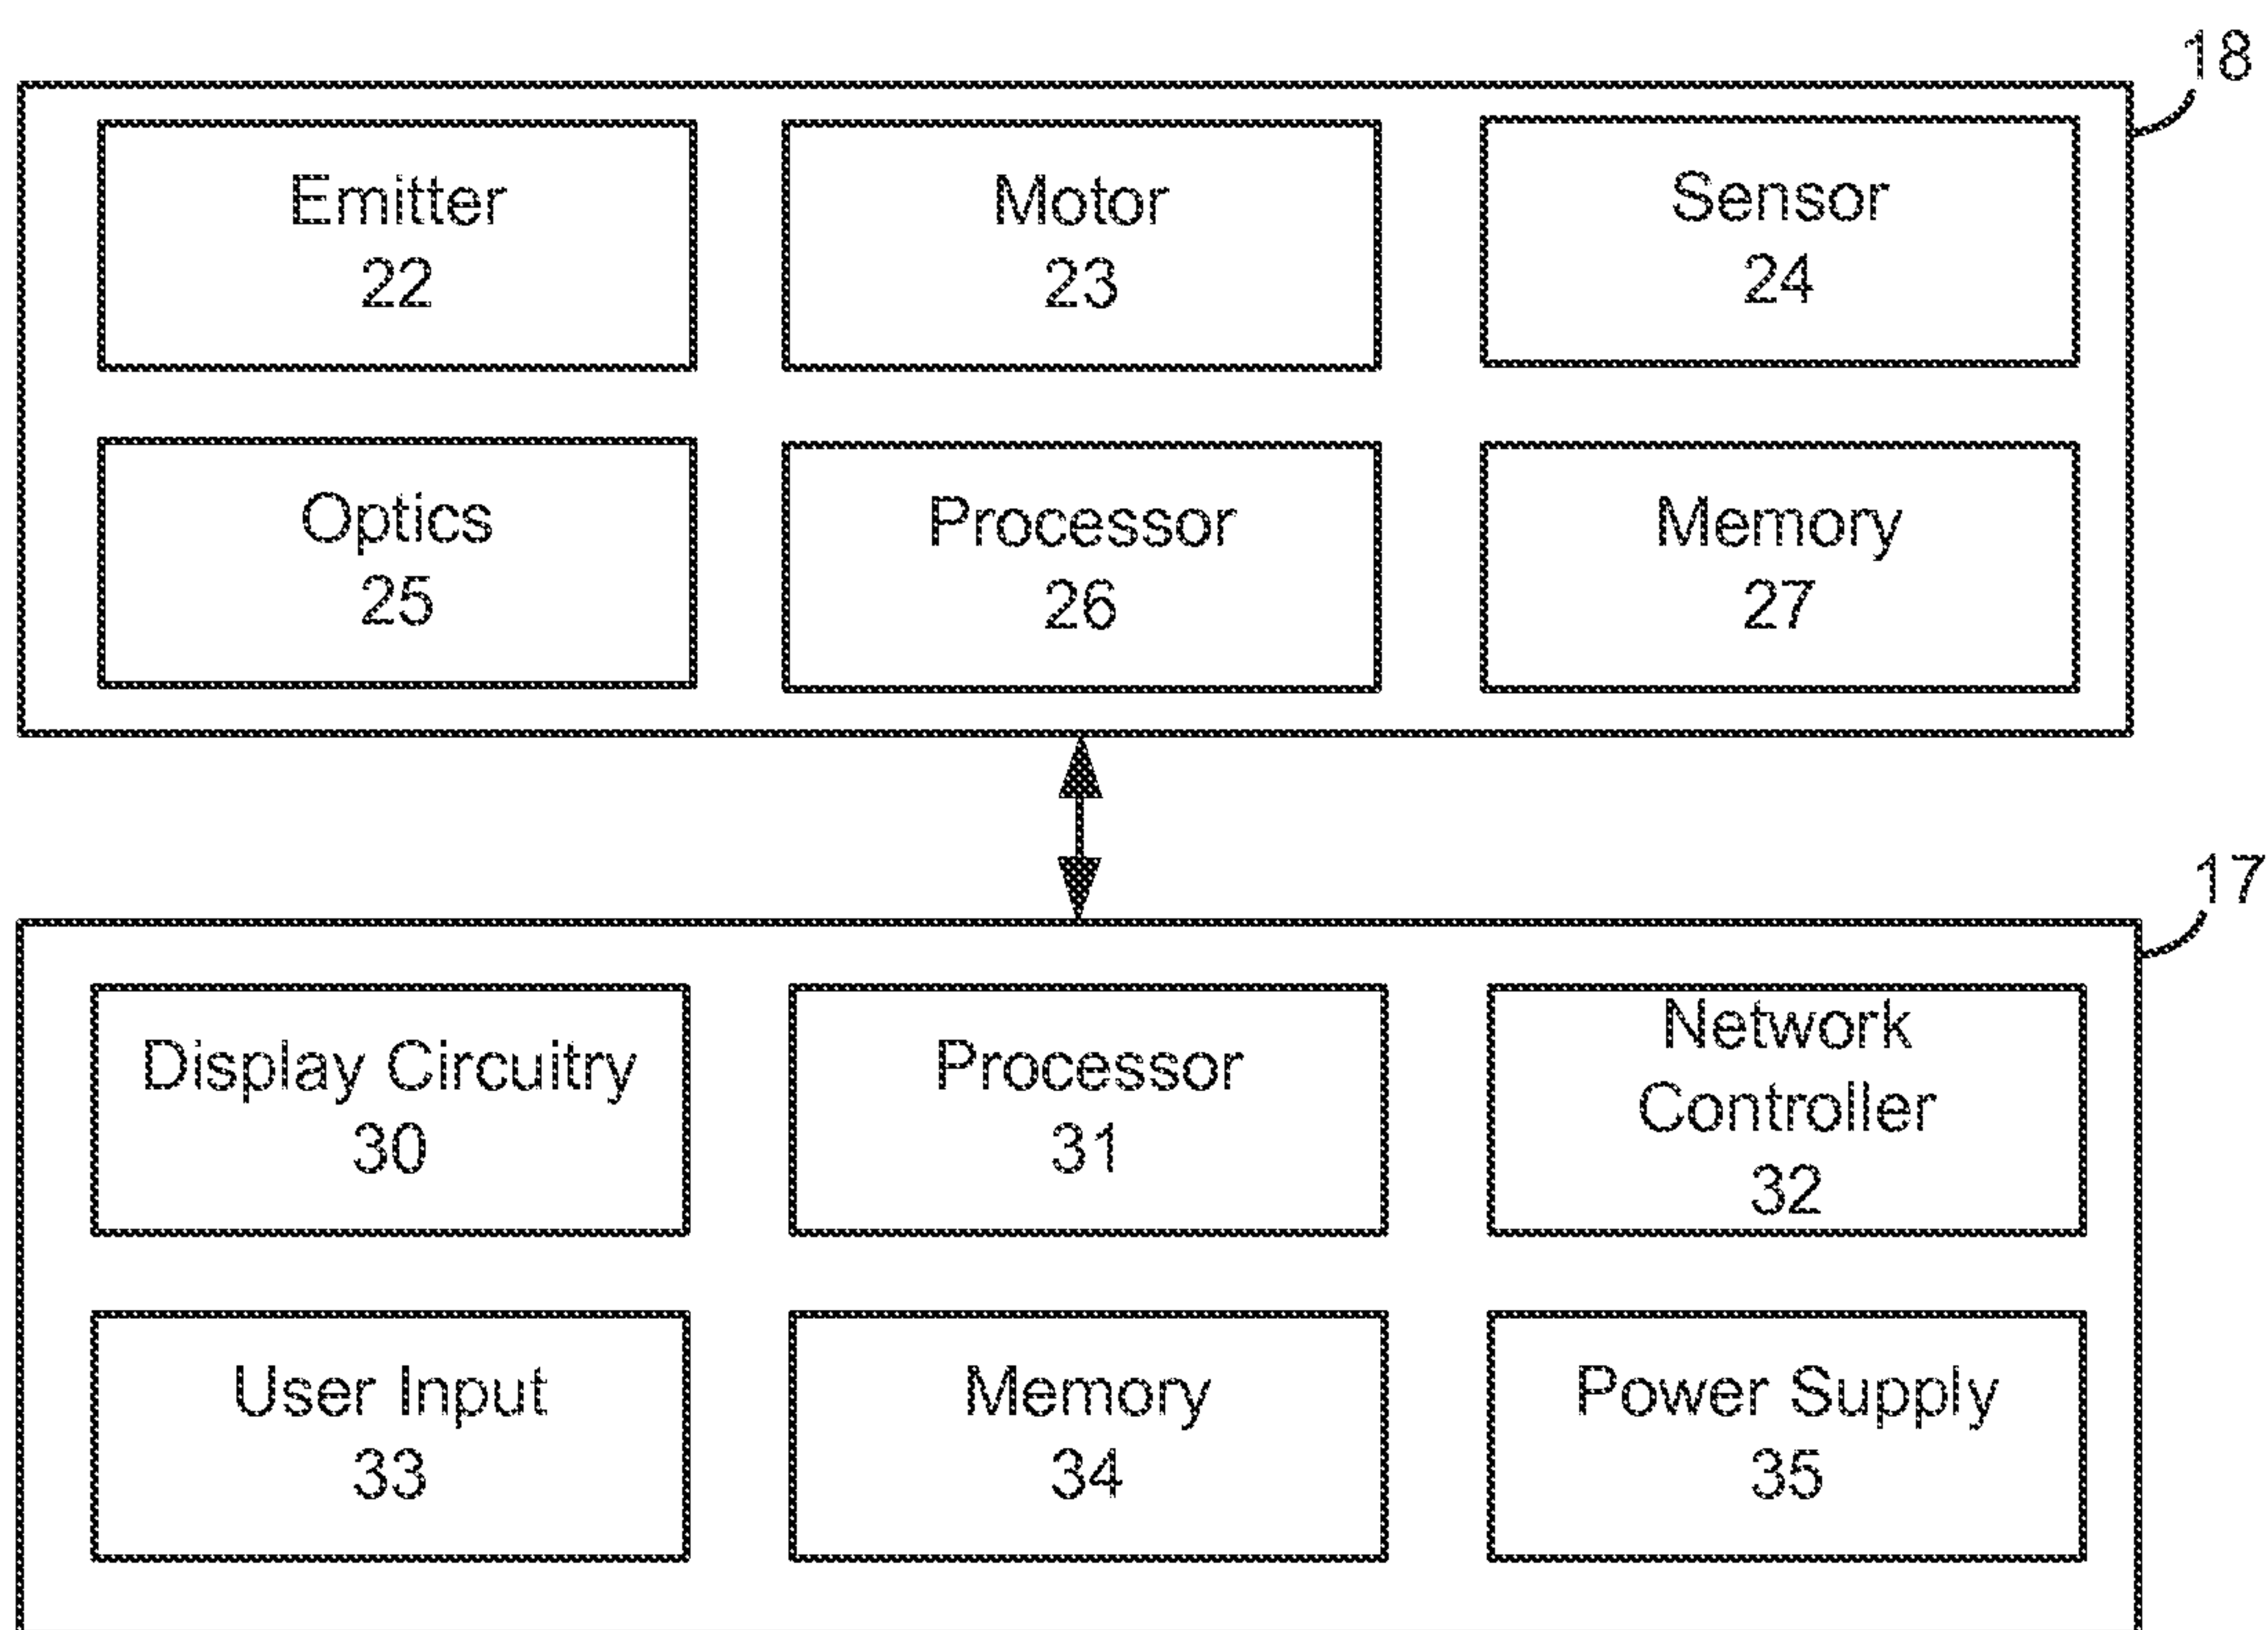 18
Emitter
22
Motor
23
Sensor
24
Optics
25
Processor
26
Memory
27
17
Display Circuitry
30
Processor
31
Network
Controller
32
User Input
33
Memory
34
Power Supply
35